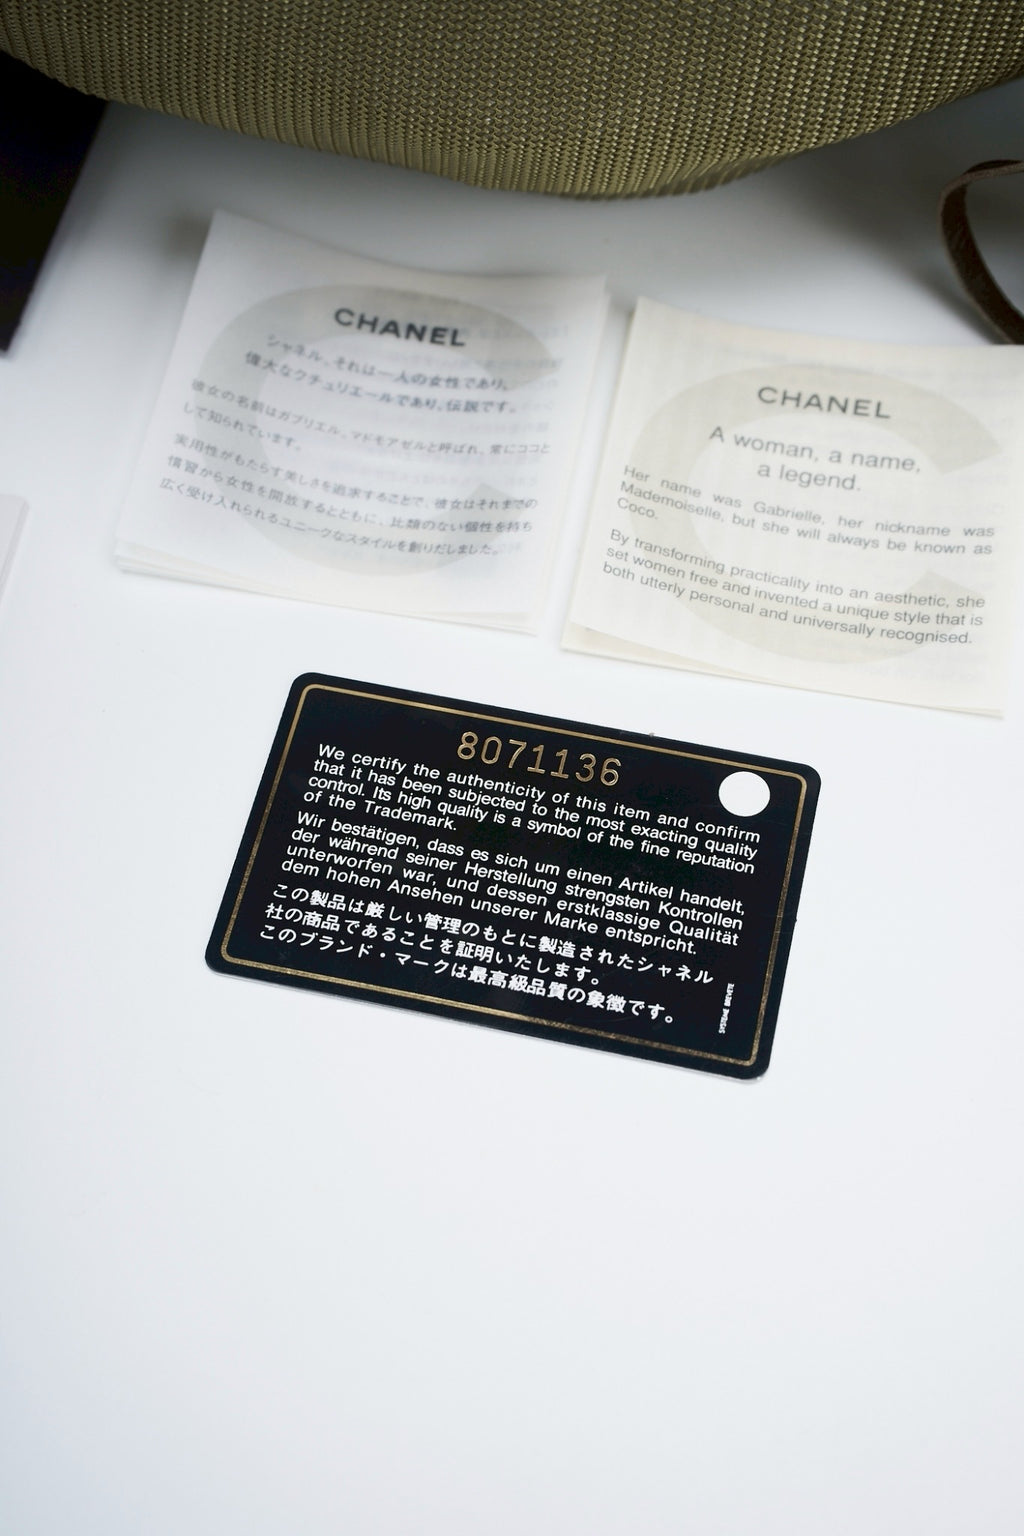 CHANEL
シャネル、それは一人の女性であり、
偉大なクチュリエールであり、伝説です。
彼女の名前はガブリエル、マドモアゼルと呼ばれ、常にココと
して知られています。
実用性がもたらす美しさを追求することで、彼女はそれまでの
慣習から女性を開放するとともに、比類のない個性を持ち
広く受け入れられるユニークなスタイルを創りだしました。
CHANEL
A woman, a name,
a legend.
Her name was Gabrielle, her nickname was
Mademoiselle, but she will always be known as
Coco.
By transforming practicality into an aesthetic, she
set women free and invented a unique style that is
both utterly personal and universally recognised.
8071136
We certify the authenticity of this item and confirm
that it has been subjected to the most exacting quality
control. Its high quality is a symbol of the fine reputation
of the Trademark.
Wir bestätigen, dass es sich um einen Artikel handelt,
der während seiner Herstellung strengsten Kontrollen
unterworfen war, und dessen erstklassige Qualität
dem hohen Ansehen unserer Marke entspricht.
この製品は厳しい管理のもとに製造されたシャネル
社の商品であることを証明いたします。
このブランド・マークは最高級品質の象徴です。
SYSTEME BREVETE